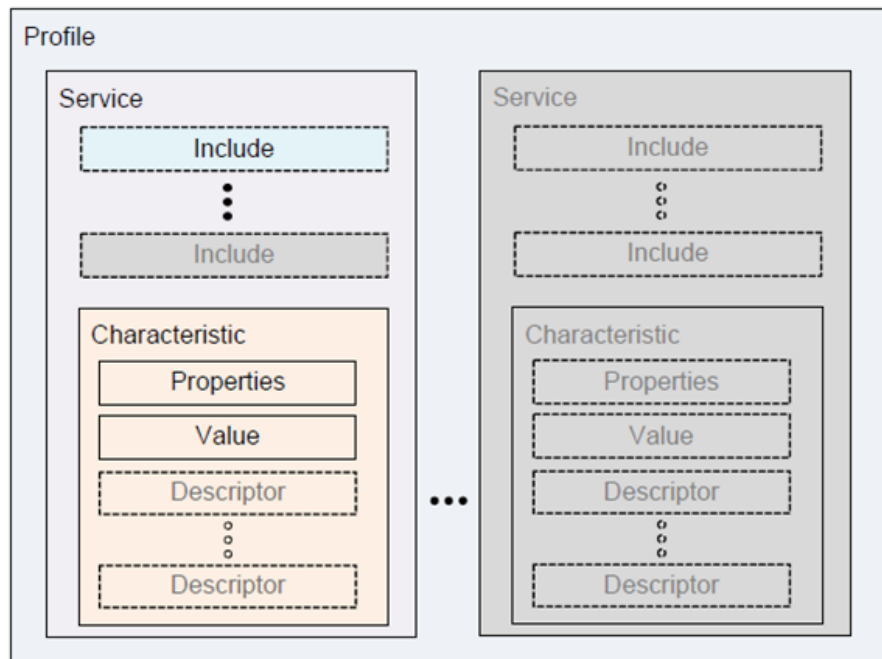 Profile
Service
Include
Include
Characteristic
Properties
Value
Descriptor
Descriptor
Service
Include
Include
Characteristic
Properties
Value
Descriptor
Descriptor